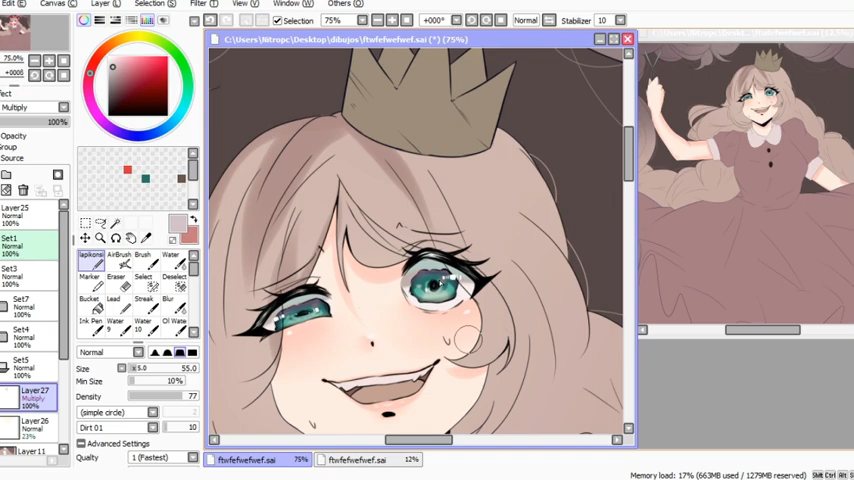 Edit (E) Canvas (C) Layer (L) Selection (S) Filter (T) View (V) Window (W) Others (O)
Selection 75% +000° Normal Stabilizer 10
C:\Users\Nitropc\Desktop\dibujos\ftwfefwefwef.sai (*) (75%)
75.0%
+000θ
Multiply
100%
Opacity
Group
Source
Layer25
Normal
100%
Set1
Normal
100%
Set3
Normal
100%
Set7
Normal
100%
Set4
Normal
100%
Set5
Normal
100%
Layer27
Multiply
100%
Layer26
23%
Layer11
AirBrush Brush Water
Marker Eraser Select Deselect
Bucket Lead Streak Blur
Ink Pen Water 9 Water 10 Oil Water
Normal
Size x5.0 55.0
Min Size 10%
Density 77
(simple circle)
Dirt 01 10
Advanced Settings
Quality 1 (Fastest)
ftwfefwefwef.sai 75% ftwfefwefwef.sai 12%
Memory load: 17% (663MB used / 1279MB reserved)